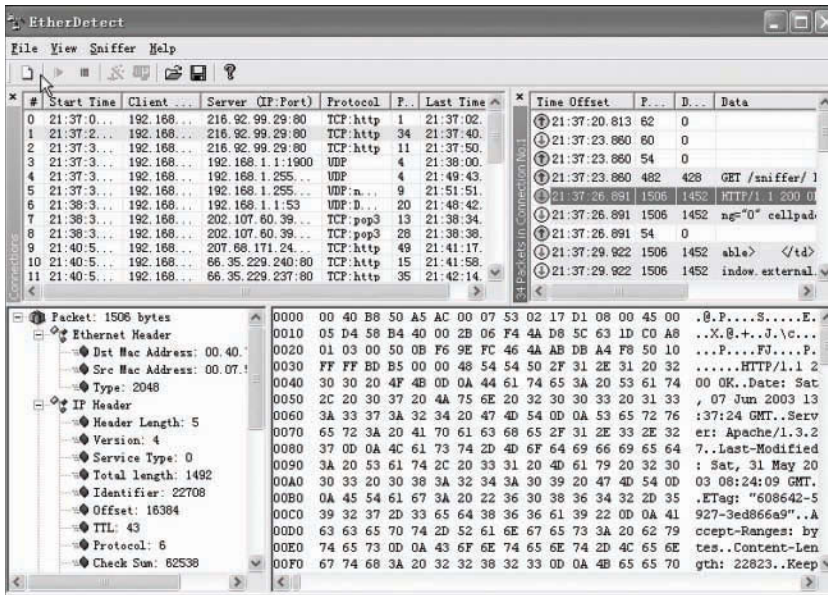 EtherDetect
File View Sniffer Help
# Start Time Client ... Server (IP:Port) Protocol P.. Last Time
0 21:37:0... 192.168... 216.92.99.29:80 TCP:http 1 21:37:02.
1 21:37:2... 192.168... 216.92.99.29:80 TCP:http 34 21:37:40.
2 21:37:3... 192.168... 216.92.99.29:80 TCP:http 11 21:37:50.
3 21:37:3... 192.168... 192.168.1.1:1900 UDP 4 21:38:00.
4 21:37:3... 192.168... 192.168.1.255... UDP 4 21:49:43.
5 21:37:3... 192.168... 192.168.1.255... UDP:n... 9 21:51:51.
6 21:38:3... 192.168... 192.168.1.1:53 UDP:D... 20 21:48:42.
7 21:38:3... 192.168... 202.107.60.39... TCP:pop3 13 21:38:34.
8 21:38:3... 192.168... 202.107.60.39... TCP:pop3 28 21:38:38.
9 21:40:5... 192.168... 207.68.171.24... TCP:http 49 21:41:17.
10 21:40:5... 192.168... 66.35.229.240:80 TCP:http 15 21:41:58.
11 21:40:5... 192.168... 66.35.229.237:80 TCP:http 35 21:42:14.
Connections
34 Packets in Connection No:1
Time Offset P... D... Data
21:37:20.813 62 0
21:37:23.860 60 0
21:37:23.860 54 0
21:37:23.860 482 428 GET /sniffer/
21:37:26.891 1506 1452 HTTP/1.1 200
21:37:26.891 1506 1452 ng="0" cellpad
21:37:26.891 54 0
21:37:29.922 1506 1452 able> </td>
21:37:29.922 1506 1452 indow.external.
Packet: 1506 bytes
Ethernet Header
Dst Mac Address: 00.40.
Src Mac Address: 00.07.
Type: 2048
IP Header
Header Length: 5
Version: 4
Service Type: 0
Total length: 1492
Identifier: 22708
Offset: 16384
TTL: 43
Protocol: 6
Check Sum: 62538
0000 00 40 B8 50 A5 AC 00 07 53 02 17 D1 08 00 45 00 .@.P....S.....E.
0010 05 D4 58 B4 40 00 2B 06 F4 4A D8 5C 63 1D C0 A8 ..X.@.+..J.\c...
0020 01 03 00 50 0B F6 9E FC 46 4A AB DB A4 F8 50 10 ...P....FJ....P.
0030 FF FF BD B5 00 00 48 54 54 50 2F 31 2E 31 20 32 ......HTTP/1.1 2
0040 30 30 20 4F 4B 0D 0A 44 61 74 65 3A 20 53 61 74 00 OK..Date: Sat
0050 2C 20 30 37 20 4A 75 6E 20 32 30 30 33 20 31 33 , 07 Jun 2003 13
0060 3A 33 37 3A 32 34 20 47 4D 54 0D 0A 53 65 72 76 :37:24 GMT..Serv
0070 65 72 3A 20 41 70 61 63 68 65 2F 31 2E 33 2E 32 er: Apache/1.3.2
0080 37 0D 0A 4C 61 73 74 2D 4D 6F 64 69 66 69 65 64 7..Last-Modified
0090 3A 20 53 61 74 2C 20 33 31 20 4D 61 79 20 32 30 : Sat, 31 May 20
00A0 30 33 20 30 38 3A 32 34 3A 30 39 20 47 4D 54 0D 03 08:24:09 GMT.
00B0 0A 45 54 61 67 3A 20 22 36 30 38 36 34 32 2D 35 .ETag: "608642-5
00C0 39 32 37 2D 33 65 64 38 36 36 61 39 22 0D 0A 41 927-3ed866a9"..A
00D0 63 63 65 70 74 2D 52 61 6E 67 65 73 3A 20 62 79 ccept-Ranges: by
00E0 74 65 73 0D 0A 43 6F 6E 74 65 6E 74 2D 4C 65 6E tes..Content-Len
00F0 67 74 68 3A 20 32 32 38 32 33 0D 0A 4B 65 65 70 gth: 22823..Keep